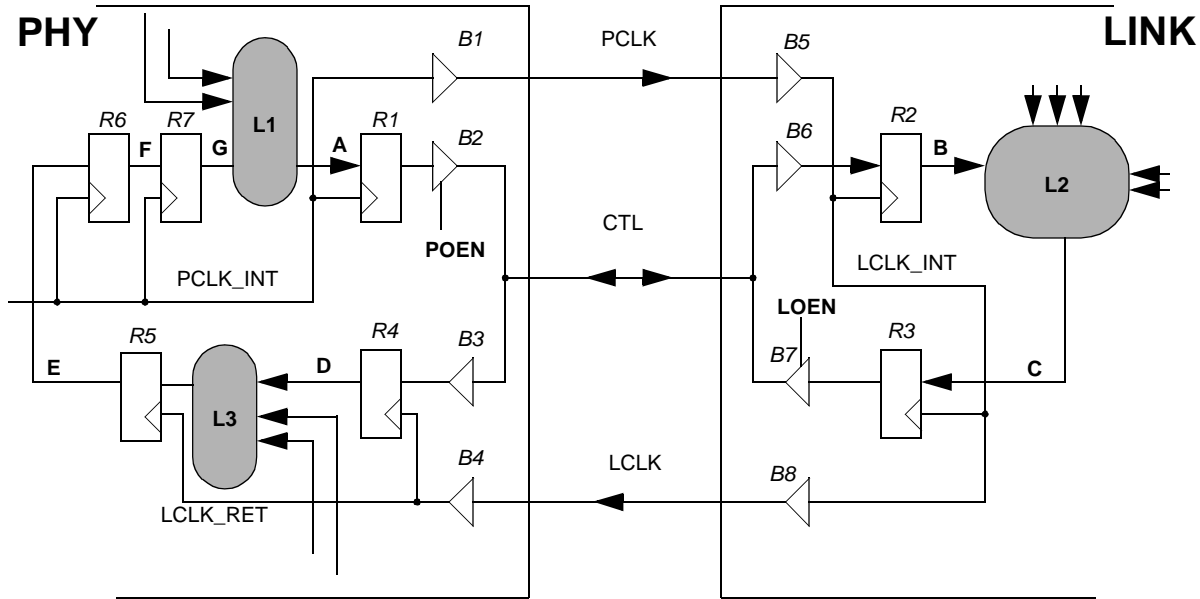 PHY
LINK
B1
PCLK
B5
L1
R6
R7
F
G
A
R1
B2
B6
R2
B
L2
POEN
CTL
PCLK_INT
LCLK_INT
LOEN
R5
R4
B3
B7
R3
E
D
C
L3
B4
LCLK
B8
LCLK_RET